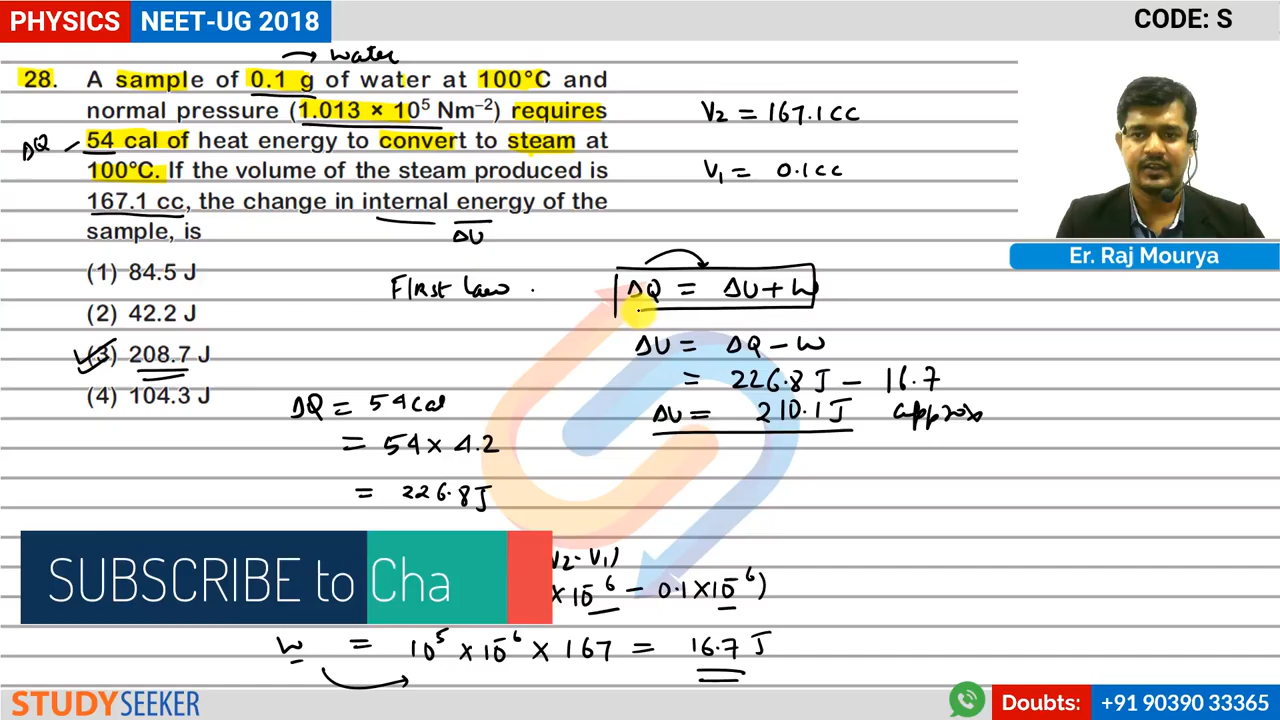 PHYSICS NEET-UG 2018
CODE: S
water
28. A sample of 0.1 g of water at 100°C and
normal pressure (1.013 × 10⁵ Nm⁻²) requires
ΔQ
54 cal of heat energy to convert to steam at
100°C. If the volume of the steam produced is
167.1 cc, the change in internal energy of the
ΔU
sample, is
(1) 84.5 J
(2) 42.2 J
(3) 208.7 J
(4) 104.3 J
V2 = 167.1 cc
V1 = 0.1 cc
Er. Raj Mourya
First law .
ΔQ = ΔU + W
ΔU = ΔQ - W
= 226.8 J - 16.7
ΔU = 210.1 J approx
ΔQ = 54 cal
= 54 × 4.2
= 226.8 J
V2 - V1)
× 10⁻⁶ - 0.1 × 10⁻⁶)
W = 10⁵ × 10⁻⁶ × 167 = 16.7 J
SUBSCRIBE to Cha
STUDY SEEKER
Doubts: +91 90390 33365